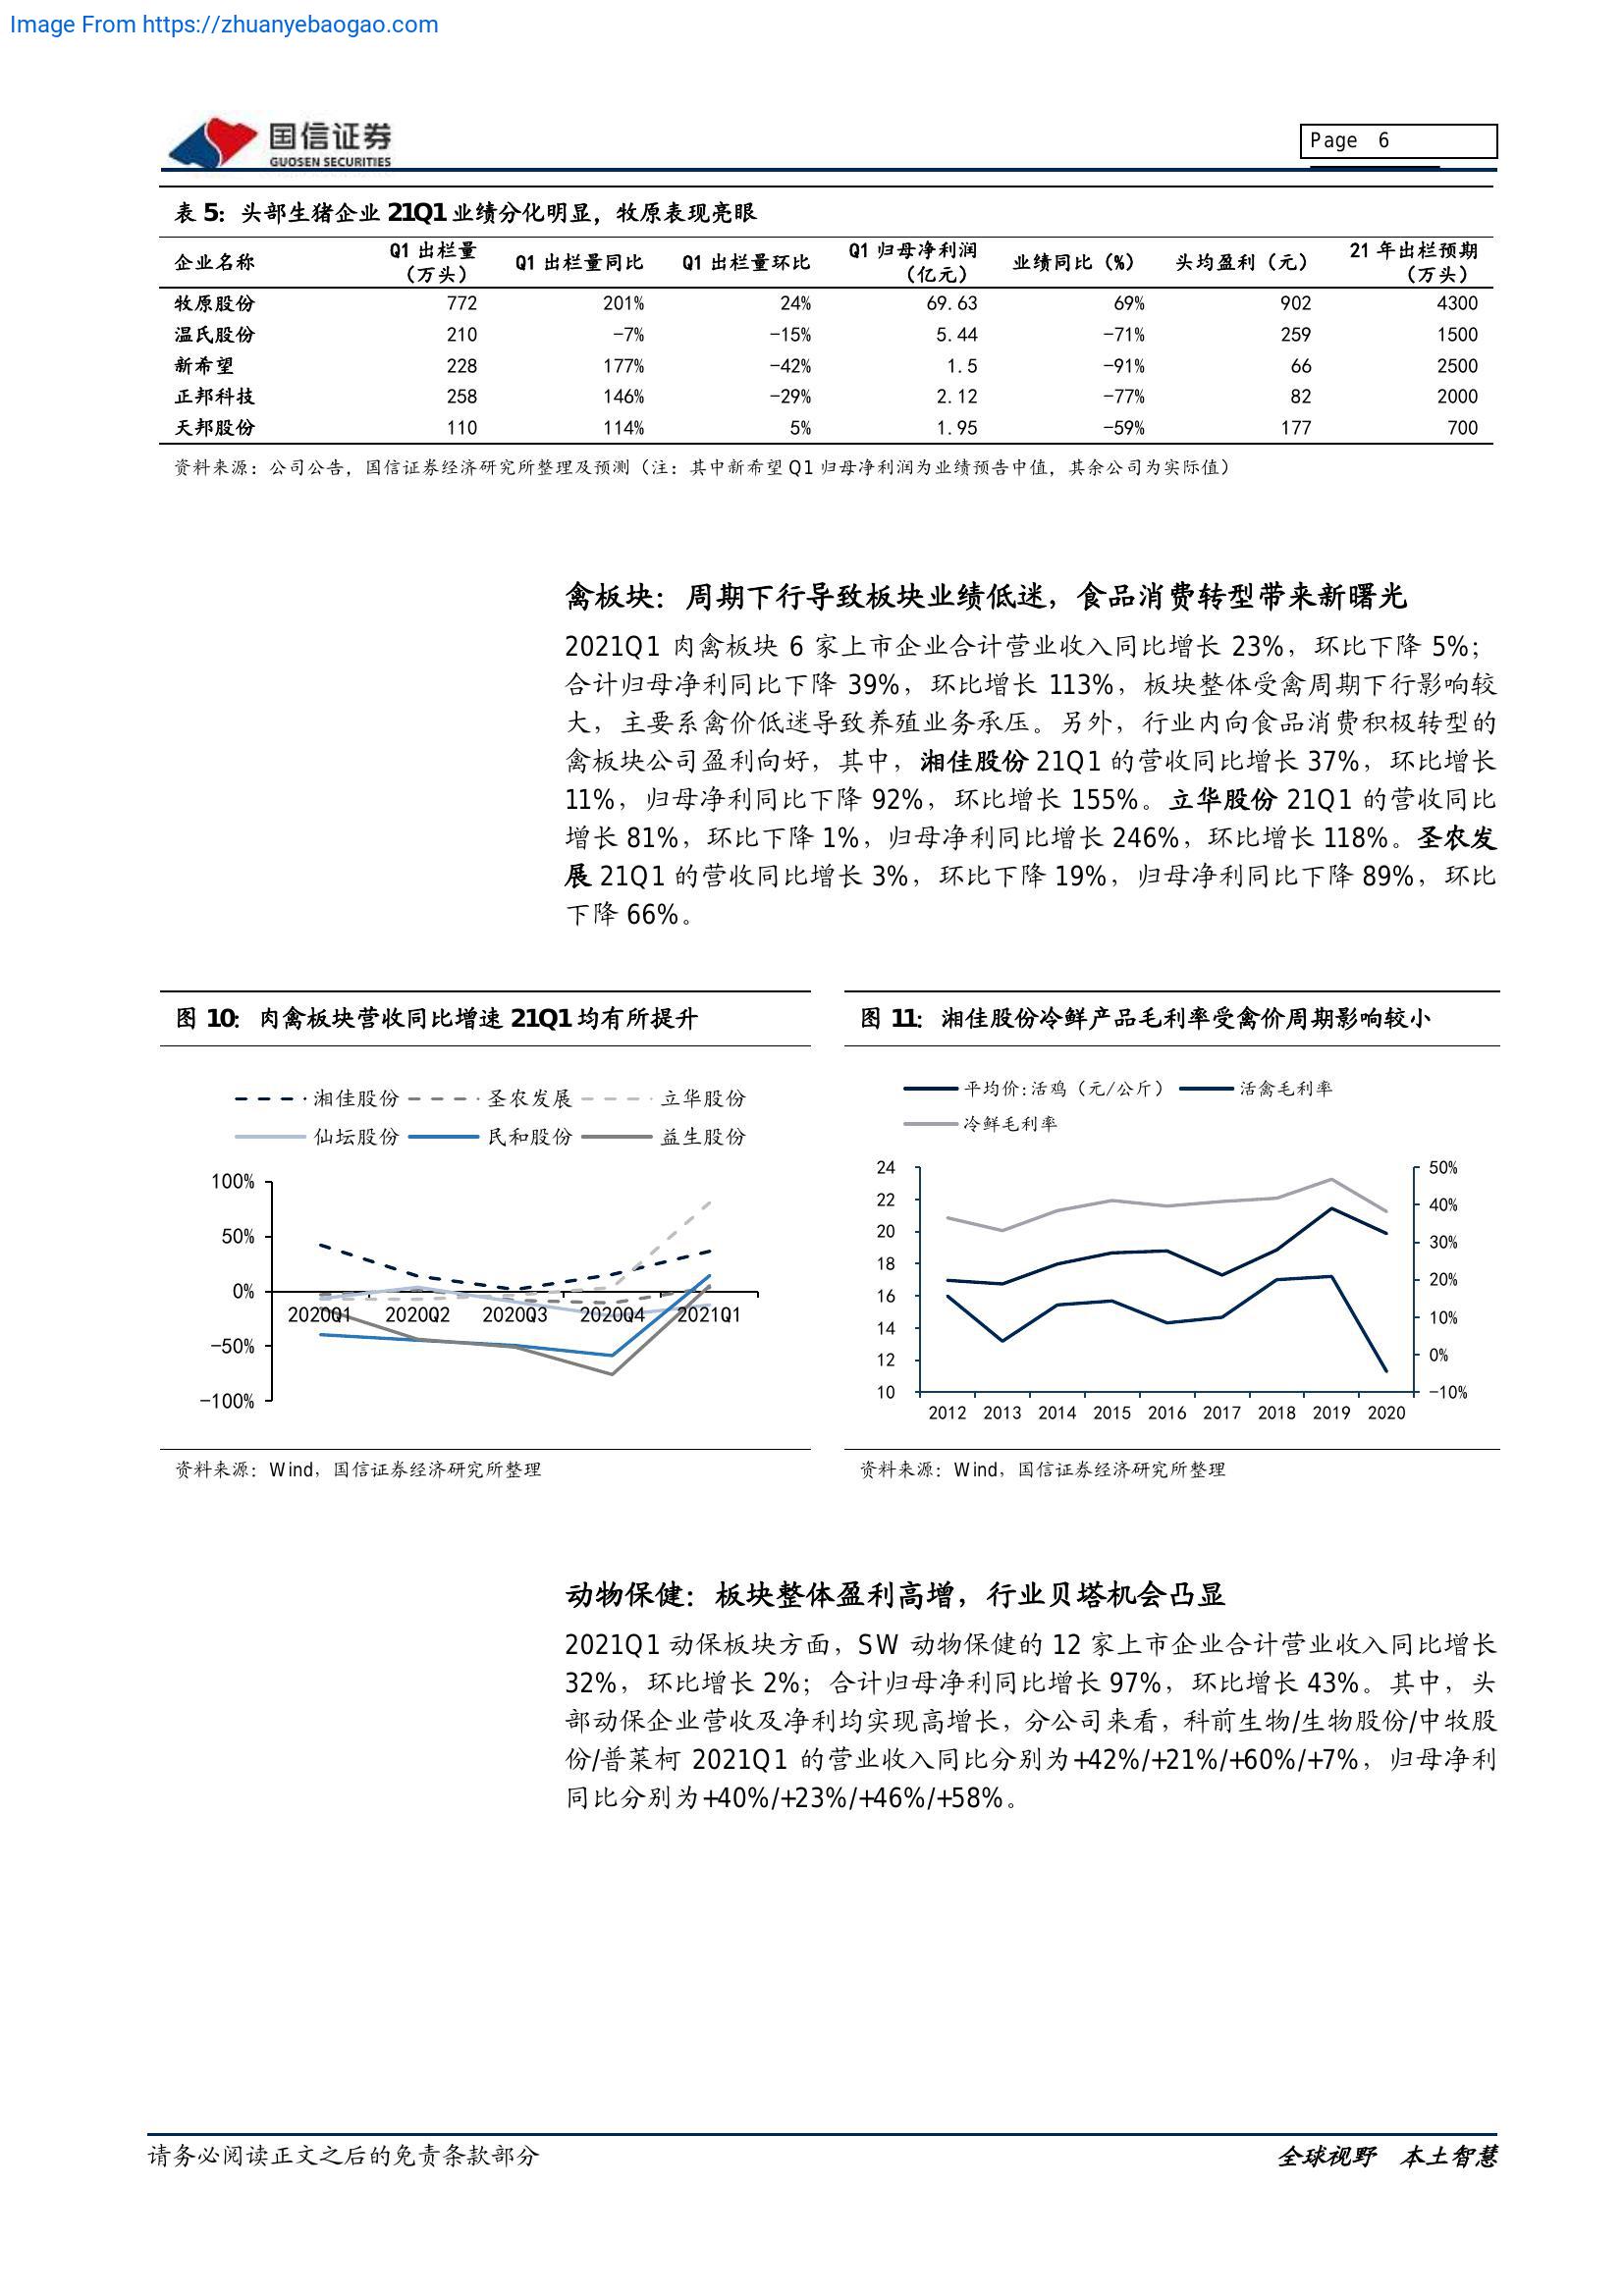 Image From https://zhuanyebaogao.com
国信证券
GUOSEN SECURITIES
Page 6
表 5：头部生猪企业 21Q1 业绩分化明显，牧原表现亮眼
企业名称 Q1 出栏量（万头） Q1 出栏量同比 Q1 出栏量环比 Q1 归母净利润（亿元） 业绩同比（%） 头均盈利（元） 21 年出栏预期（万头）
牧原股份 772 201% 24% 69.63 69% 902 4300
温氏股份 210 -7% -15% 5.44 -71% 259 1500
新希望 228 177% -42% 1.5 -91% 66 2500
正邦科技 258 146% -29% 2.12 -77% 82 2000
天邦股份 110 114% 5% 1.95 -59% 177 700
资料来源：公司公告，国信证券经济研究所整理及预测（注：其中新希望 Q1 归母净利润为业绩预告中值，其余公司为实际值）
禽板块：周期下行导致板块业绩低迷，食品消费转型带来新曙光
2021Q1 肉禽板块 6 家上市企业合计营业收入同比增长 23%，环比下降 5%；
合计归母净利同比下降 39%，环比增长 113%，板块整体受禽周期下行影响较
大，主要系禽价低迷导致养殖业务承压。另外，行业内向食品消费积极转型的
禽板块公司盈利向好，其中，湘佳股份 21Q1 的营收同比增长 37%，环比增长
11%，归母净利同比下降 92%，环比增长 155%。立华股份 21Q1 的营收同比
增长 81%，环比下降 1%，归母净利同比增长 246%，环比增长 118%。圣农发
展 21Q1 的营收同比增长 3%，环比下降 19%，归母净利同比下降 89%，环比
下降 66%。
图 10：肉禽板块营收同比增速 21Q1 均有所提升
湘佳股份 圣农发展 立华股份
仙坛股份 民和股份 益生股份
100%
50%
0%
-50%
-100%
2020Q1 2020Q2 2020Q3 2020Q4 2021Q1
资料来源：Wind，国信证券经济研究所整理
图 11：湘佳股份冷鲜产品毛利率受禽价周期影响较小
平均价:活鸡（元/公斤） 活禽毛利率
冷鲜毛利率
24 50%
22 40%
20 30%
18 20%
16 10%
14 0%
12 -10%
10
2012 2013 2014 2015 2016 2017 2018 2019 2020
资料来源：Wind，国信证券经济研究所整理
动物保健：板块整体盈利高增，行业贝塔机会凸显
2021Q1 动保板块方面，SW 动物保健的 12 家上市企业合计营业收入同比增长
32%，环比增长 2%；合计归母净利同比增长 97%，环比增长 43%。其中，头
部动保企业营收及净利均实现高增长，分公司来看，科前生物/生物股份/中牧股
份/普莱柯 2021Q1 的营业收入同比分别为+42%/+21%/+60%/+7%，归母净利
同比分别为+40%/+23%/+46%/+58%。
请务必阅读正文之后的免责条款部分
全球视野 本土智慧